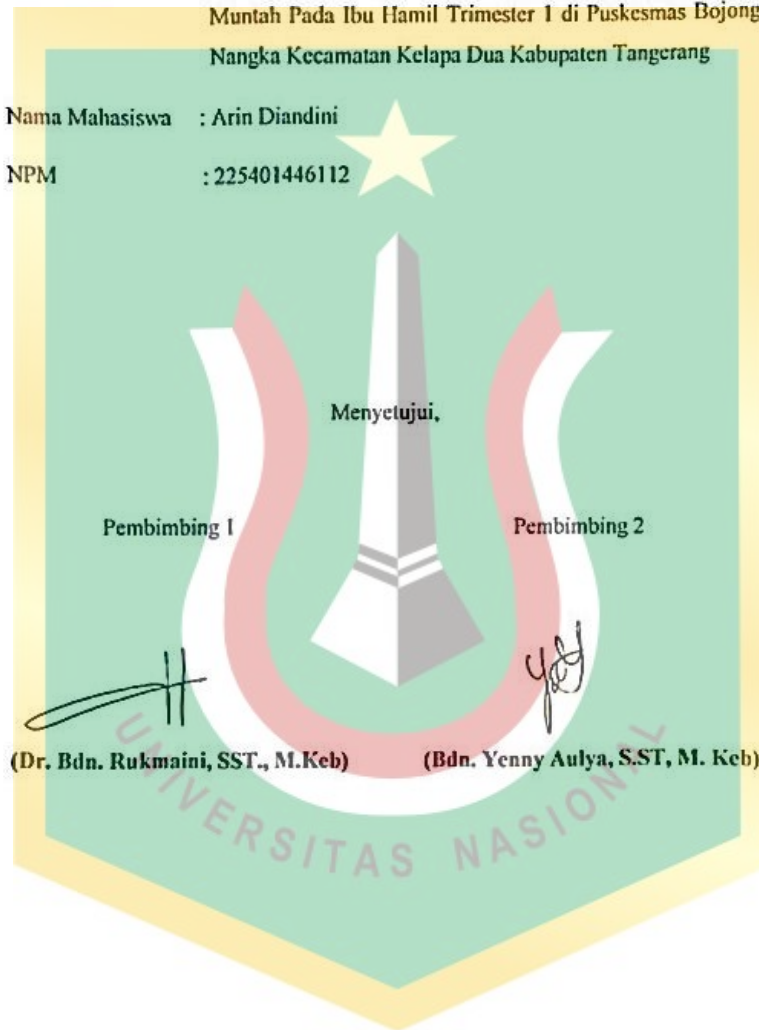 Muntah Pada Ibu Hamil Trimester 1 di Puskesmas Bojong
Nangka Kecamatan Kelapa Dua Kabupaten Tangerang
Nama Mahasiswa : Arin Diandini
NPM : 225401446112
Menyetujui,
Pembimbing 1 Pembimbing 2
(Dr. Bdn. Rukmaini, SST., M.Keb) (Bdn. Yenny Aulya, S.ST, M. Keb)
UNIVERSITAS NASIONAL